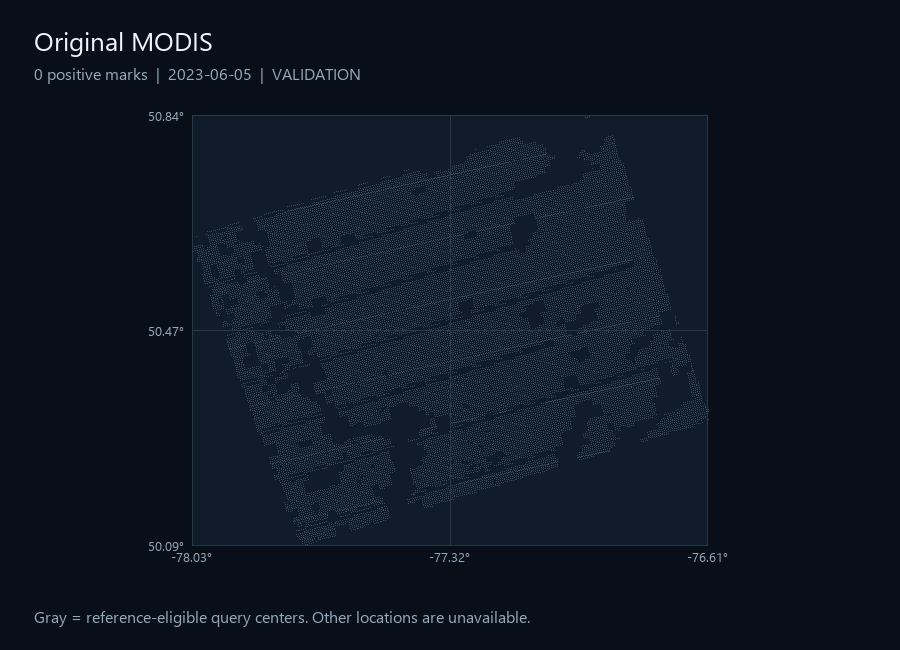 Original MODIS
0 positive marks | 2023-06-05 | VALIDATION
50.84°
50.47°
50.09°
-78.03°
-77.32°
-76.61°
Gray = reference-eligible query centers. Other locations are unavailable.